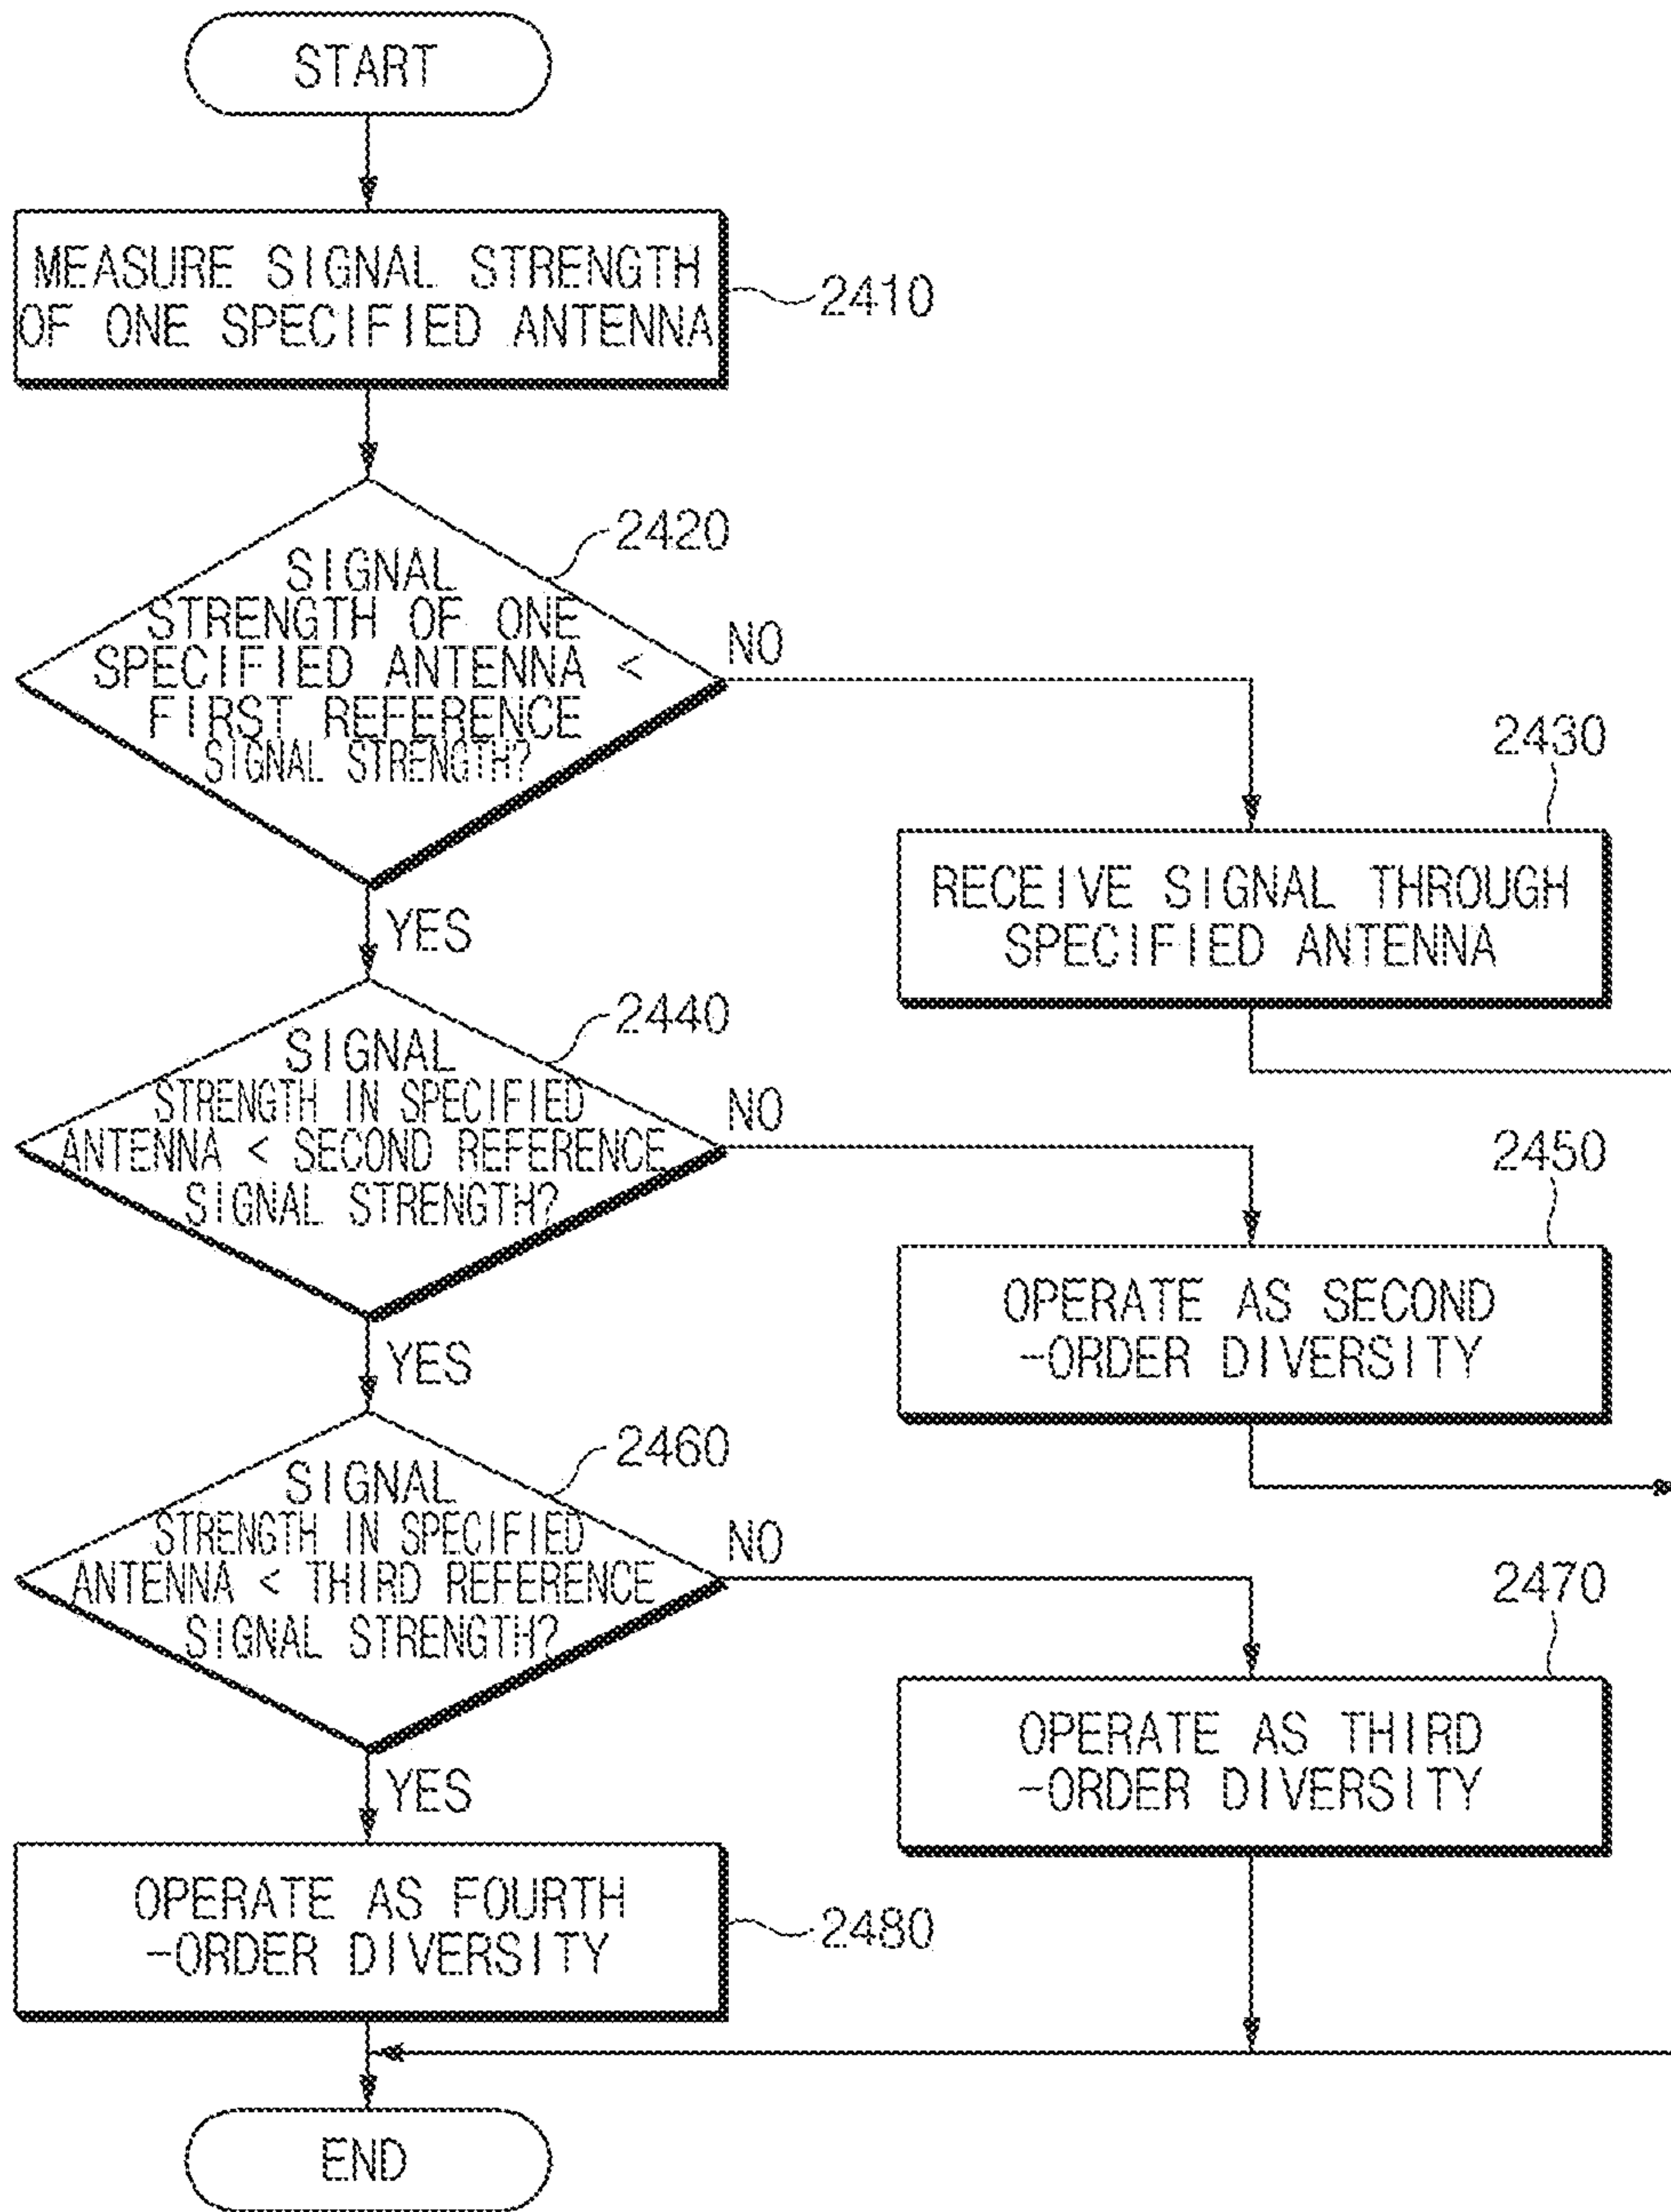 START
MEASURE SIGNAL STRENGTH
OF ONE SPECIFIED ANTENNA
2410
2420
SIGNAL
STRENGTH OF ONE
SPECIFIED ANTENNA <
FIRST REFERENCE
SIGNAL STRENGTH?
NO
2430
RECEIVE SIGNAL THROUGH
SPECIFIED ANTENNA
YES
2440
SIGNAL
STRENGTH IN SPECIFIED
ANTENNA < SECOND REFERENCE
SIGNAL STRENGTH?
NO
2450
OPERATE AS SECOND
-ORDER DIVERSITY
YES
2460
SIGNAL
STRENGTH IN SPECIFIED
ANTENNA < THIRD REFERENCE
SIGNAL STRENGTH?
NO
2470
OPERATE AS THIRD
-ORDER DIVERSITY
YES
OPERATE AS FOURTH
-ORDER DIVERSITY
2480
END